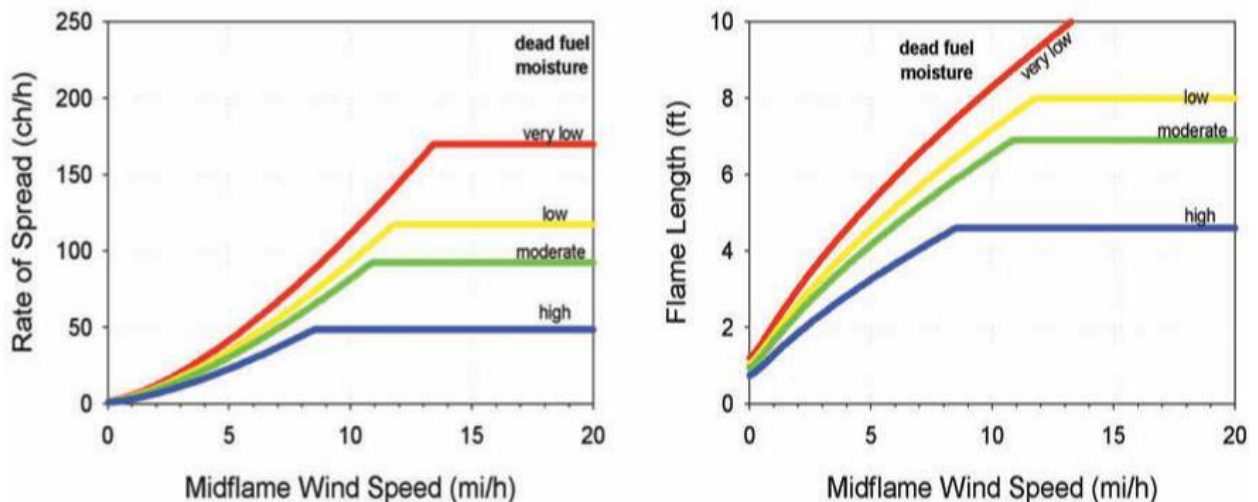 250
200
150
100
50
0
Rate of Spread (ch/h)
dead fuel
moisture
very low
low
moderate
high
0 5 10 15 20
Midflame Wind Speed (mi/h)
10
8
6
4
2
0
Flame Length (ft)
dead fuel
moisture
very low
low
moderate
high
0 5 10 15 20
Midflame Wind Speed (mi/h)